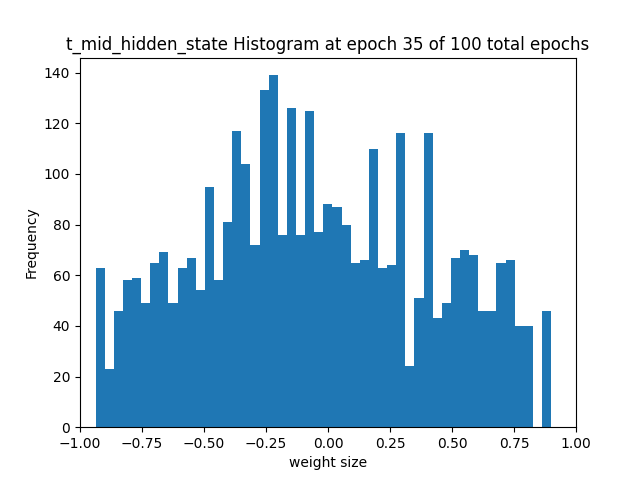 t_mid_hidden_state Histogram at epoch 35 of 100 total epochs
140
120
100
80
60
40
20
0
Frequency
−1.00 −0.75 −0.50 −0.25 0.00 0.25 0.50 0.75 1.00
weight size